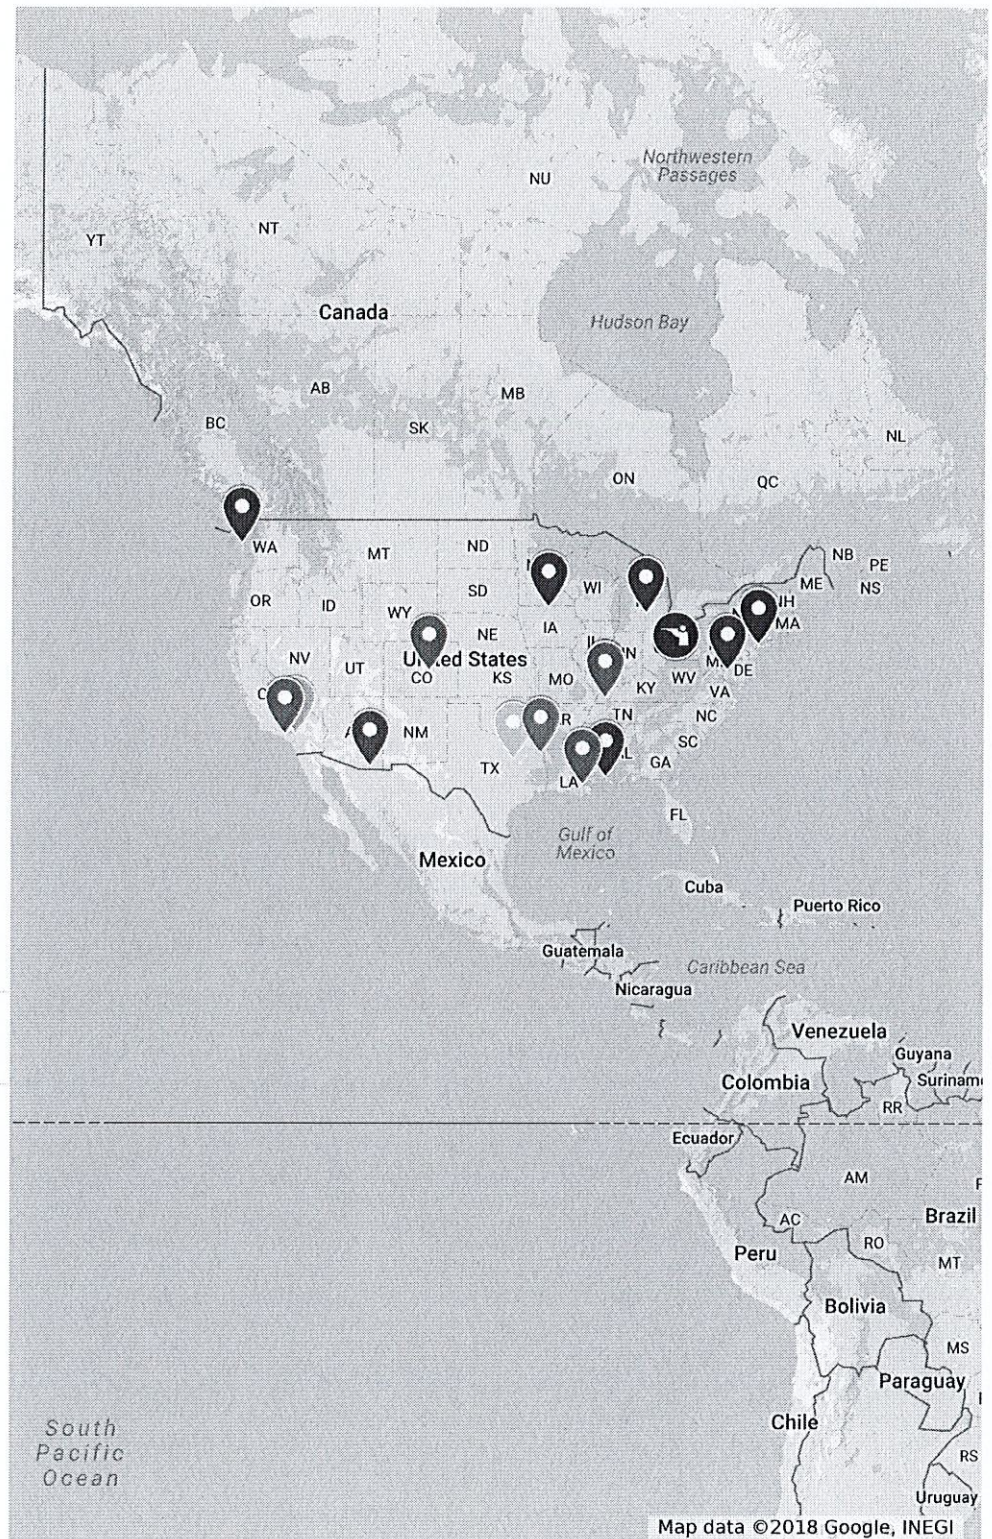 Northwestern
Passages
NU
NT
YT
Canada
Hudson Bay
AB
MB
BC
SK
NL
ON
QC
WA
MT
ND
NB
PE
ME
NS
OR
ID
SD
WI
WY
NH
MA
NE
IA
NV
UT
United States
CO
KS
MO
KY
WV
DE
VA
NM
TN
NC
SC
TX
GA
LA
FL
Gulf of
Mexico
Mexico
Cuba
Puerto Rico
Guatemala
Caribbean Sea
Nicaragua
Venezuela
Guyana
Colombia
Suriname
RR
Ecuador
AM
AC
Brazil
RO
Peru
MT
Bolivia
MS
Paraguay
Chile
South
Pacific
Ocean
RS
Uruguay
Map data ©2018 Google, INEGI